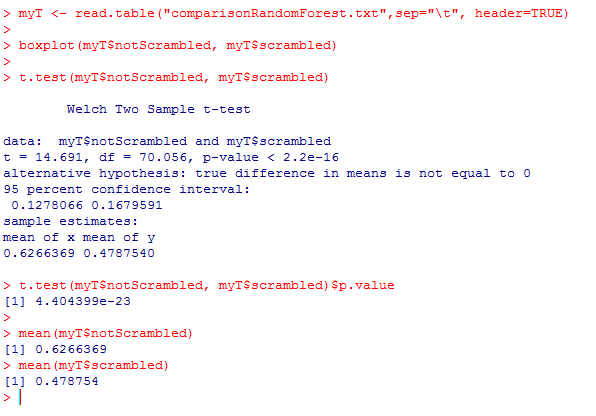 > myT <- read.table("comparisonRandomForest.txt",sep="\t", header=TRUE)
>
> boxplot(myT$notScrambled, myT$scrambled)
>
> t.test(myT$notScrambled, myT$scrambled)
Welch Two Sample t-test
data:  myT$notScrambled and myT$scrambled
t = 14.691, df = 70.056, p-value < 2.2e-16
alternative hypothesis: true difference in means is not equal to 0
95 percent confidence interval:
 0.1278066 0.1679591
sample estimates:
mean of x mean of y
0.6266369 0.4787540
> t.test(myT$notScrambled, myT$scrambled)$p.value
[1] 4.404399e-23
>
> mean(myT$notScrambled)
[1] 0.6266369
> mean(myT$scrambled)
[1] 0.478754
>